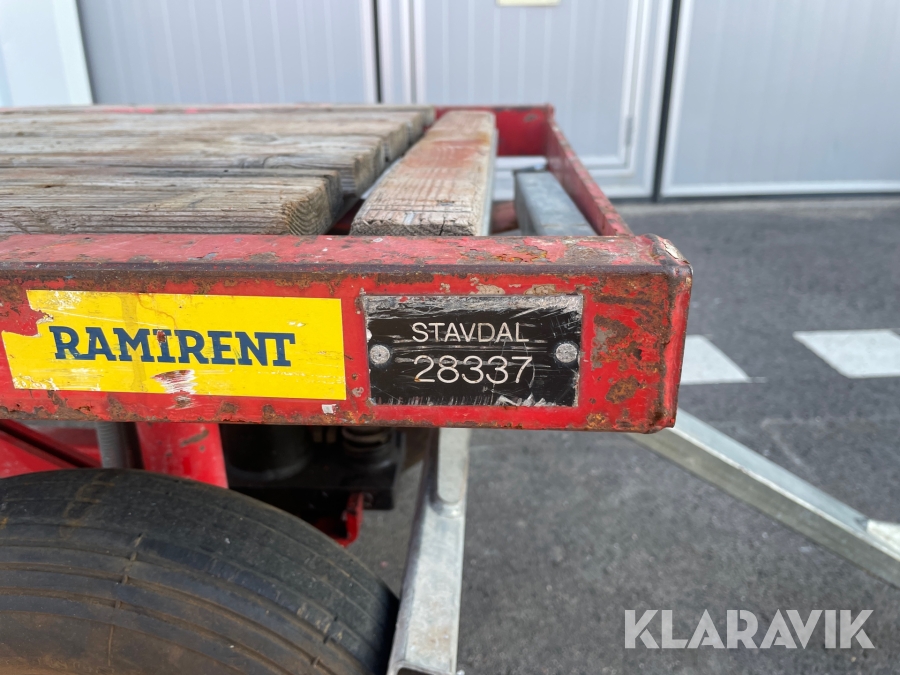 RAMIRENT
STAVDAL
28337
KLARAVIK